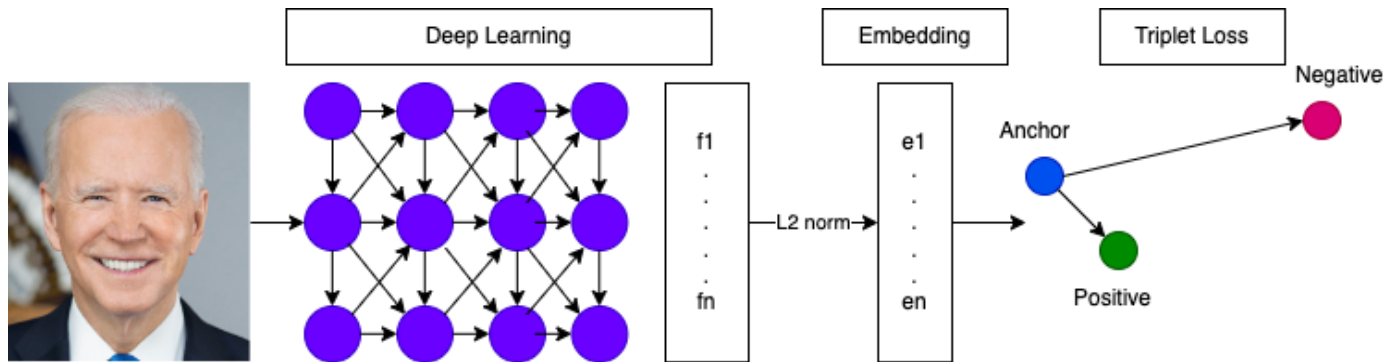 Deep Learning
Embedding
Triplet Loss
Negative
Anchor
f1
.
.
.
.
.
fn
L2 norm
e1
.
.
.
.
.
en
Positive